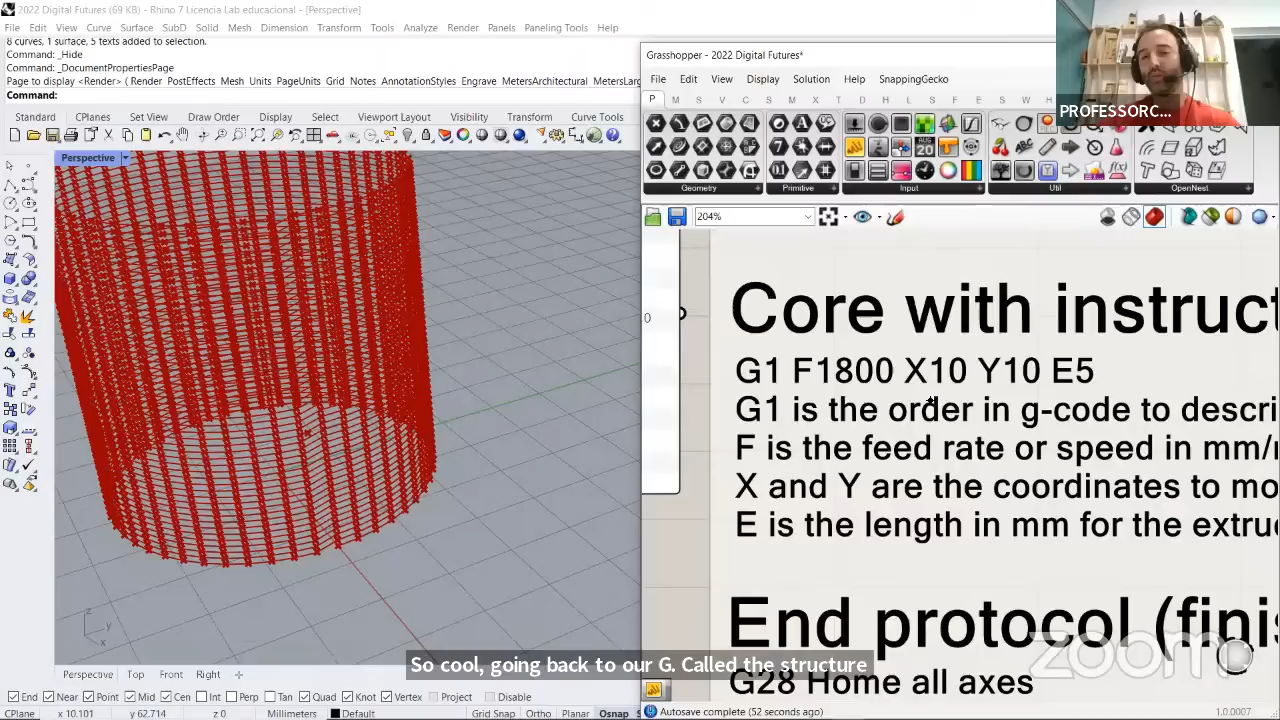 2022 Digital Futures (69 KB) - Rhino 7 Licencia Lab educacional - [Perspective]
File Edit View Curve Surface SubD Solid Mesh Dimension Transform Tools Analyze Render Panels Paneling Tools Help
8 curves, 1 surface, 5 texts added to selection.
Command: _Hide
Command: _DocumentPropertiesPage
Page to display <Render> ( Render PostEffects Mesh Units PageUnits Grid Notes AnnotationStyles Engrave MetersArchitectural MetersLarg
Command:
Standard CPlanes Set View Display Select Viewport Layout Visibility Transform Curve Tools
Perspective
z
y
x
Perspective Top Front Right
End Near Point Mid Cen Int Perp Tan Quad Knot Vertex Project Disable
CPlane x 10.101 y 62.714 z 0 Millimeters Default Grid Snap Ortho Planar Osnap
Grasshopper - 2022 Digital Futures*
File Edit View Display Solution Help SnappingGecko
P M S V C S M I X T D K L S F E W H
Geometry Primitive Input Util OpenNest
204%
0
Core with instruct
G1 F1800 X10 Y10 E5
G1 is the order in g-code to descri
F is the feed rate or speed in mm/
X and Y are the coordinates to mo
E is the length in mm for the extru
End protocol (finis
G28 Home all axes
Autosave complete (52 seconds ago)
1.0.0007
PROFESSORC...
So cool, going back to our G. Called the structure
zoom